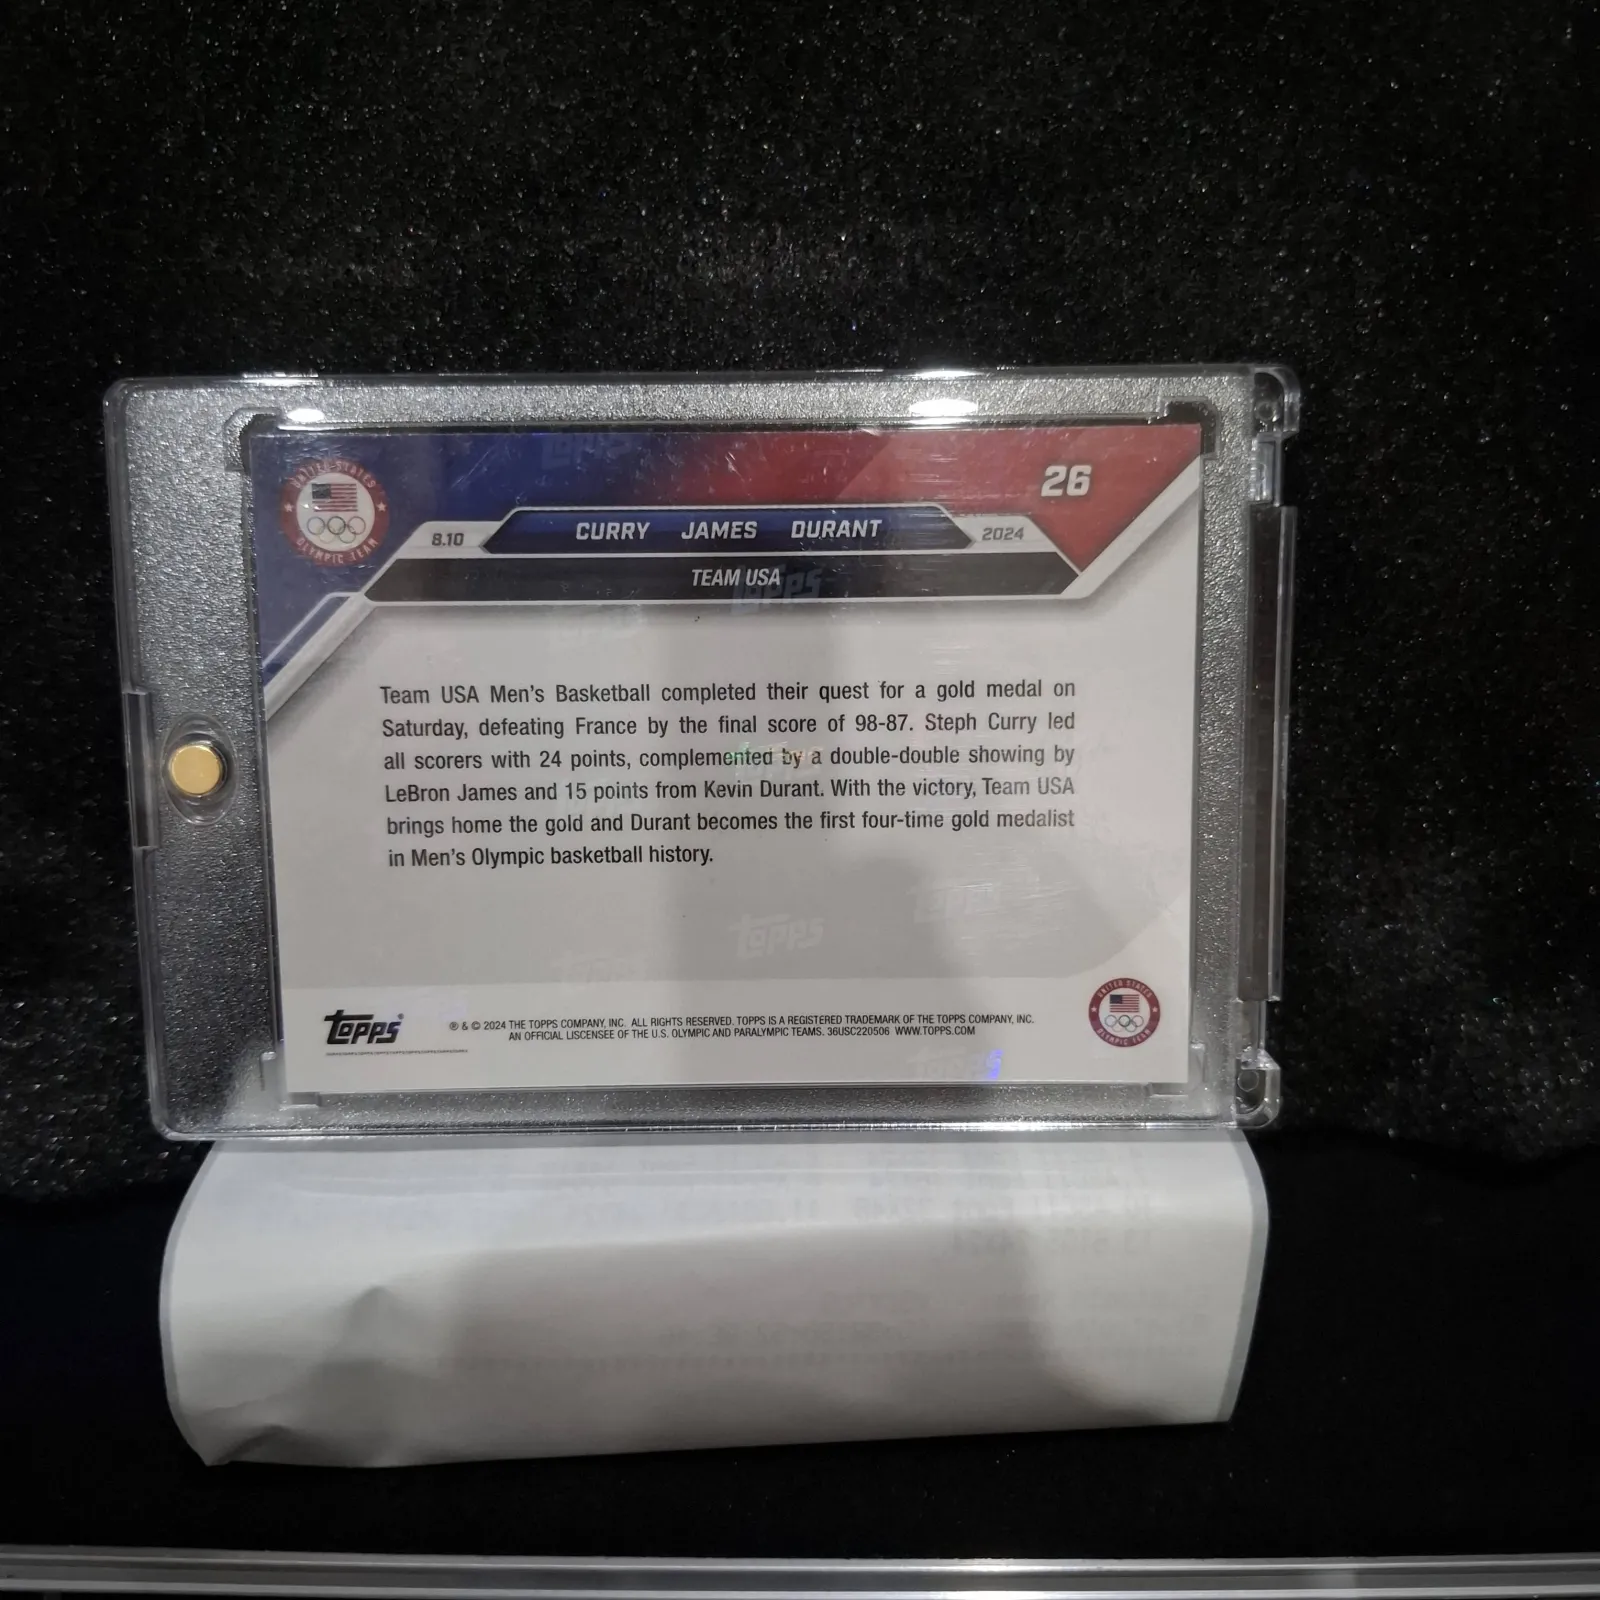 UNITED STATES
OLYMPIC TEAM
26
8.10
CURRY JAMES DURANT
2024
TEAM USA
Team USA Men's Basketball completed their quest for a gold medal on
Saturday, defeating France by the final score of 98-87. Steph Curry led
all scorers with 24 points, complemented by a double-double showing by
LeBron James and 15 points from Kevin Durant. With the victory, Team USA
brings home the gold and Durant becomes the first four-time gold medalist
in Men's Olympic basketball history.
topps
topps®
® & © 2024 THE TOPPS COMPANY, INC. ALL RIGHTS RESERVED. TOPPS IS A REGISTERED TRADEMARK OF THE TOPPS COMPANY, INC.
AN OFFICIAL LISCENSEE OF THE U.S. OLYMPIC AND PARALYMPIC TEAMS. 36USC220506 WWW.TOPPS.COM
UNITED STATES
OLYMPIC TEAM